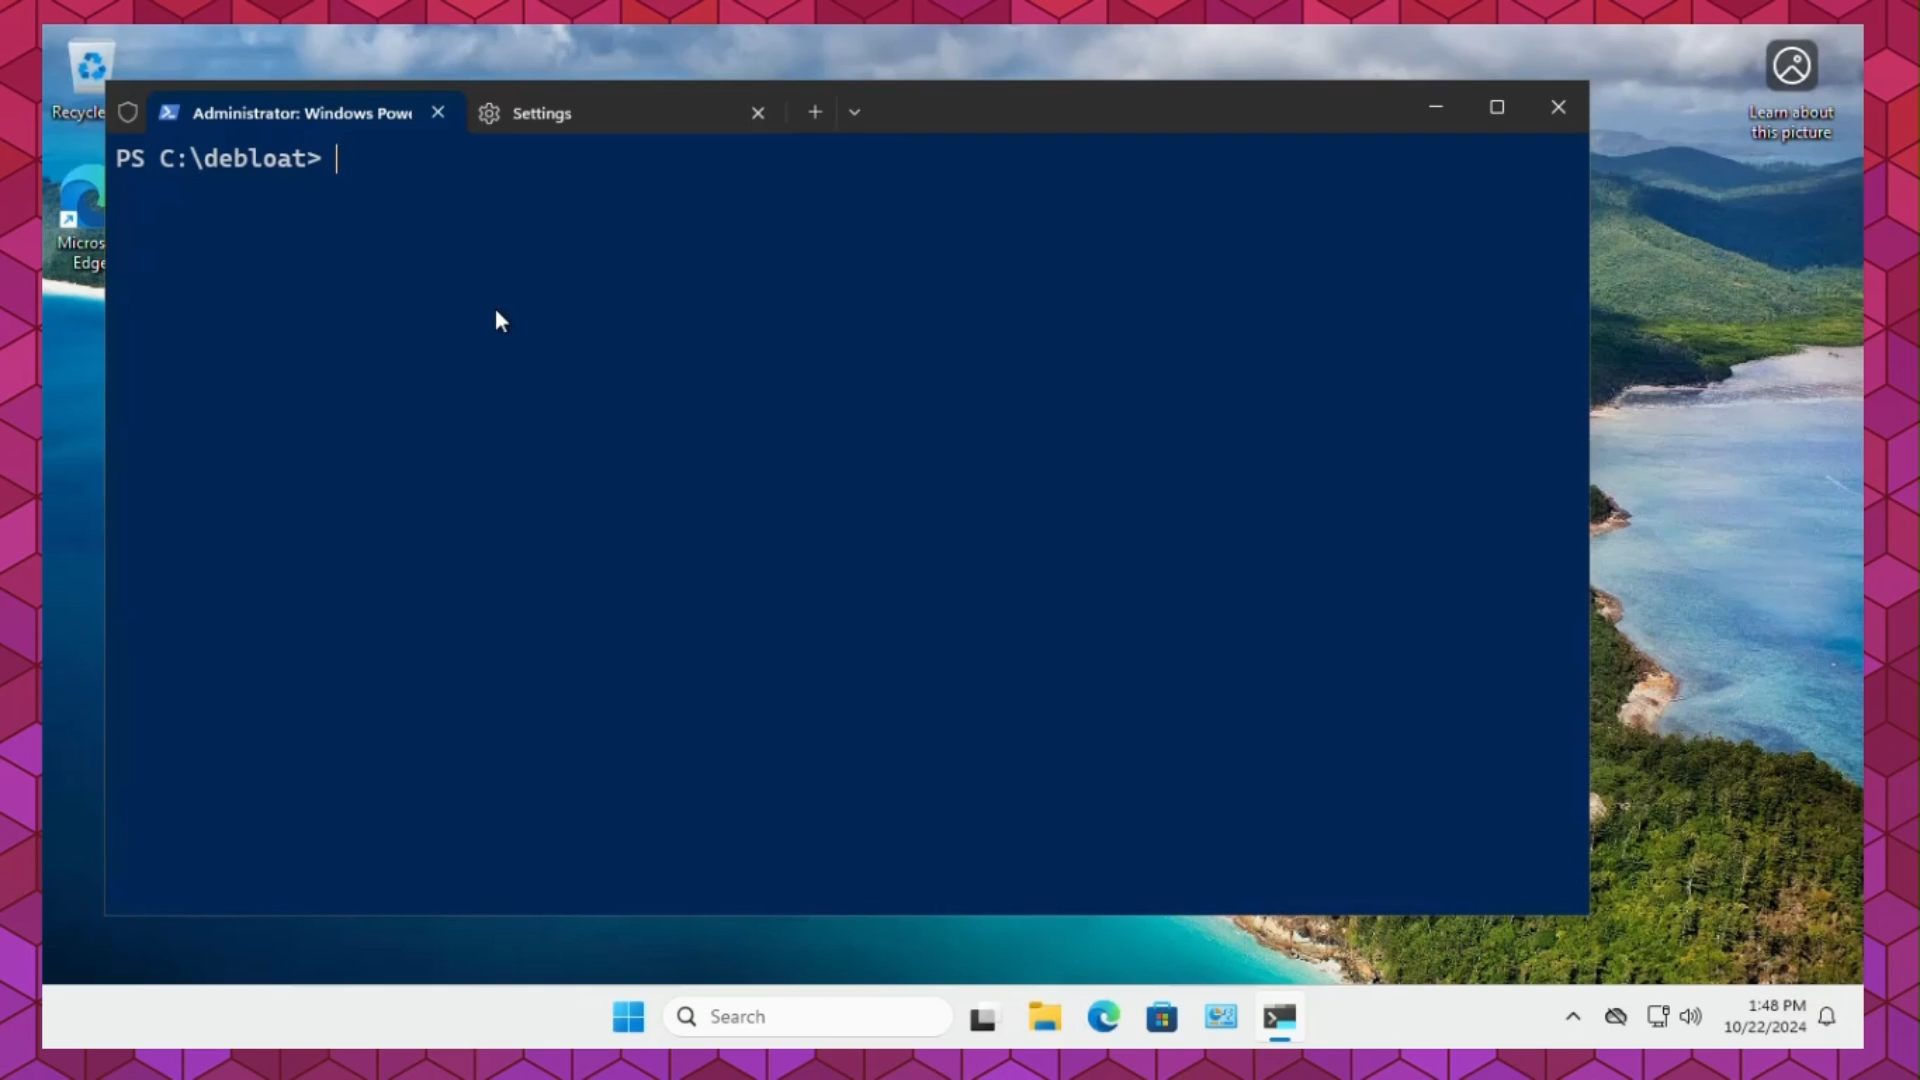 Recycle
Learn about
this picture
Administrator: Windows Powe
Settings
PS C:\debloat>
Micros
Edge
Search
1:48 PM
10/22/2024